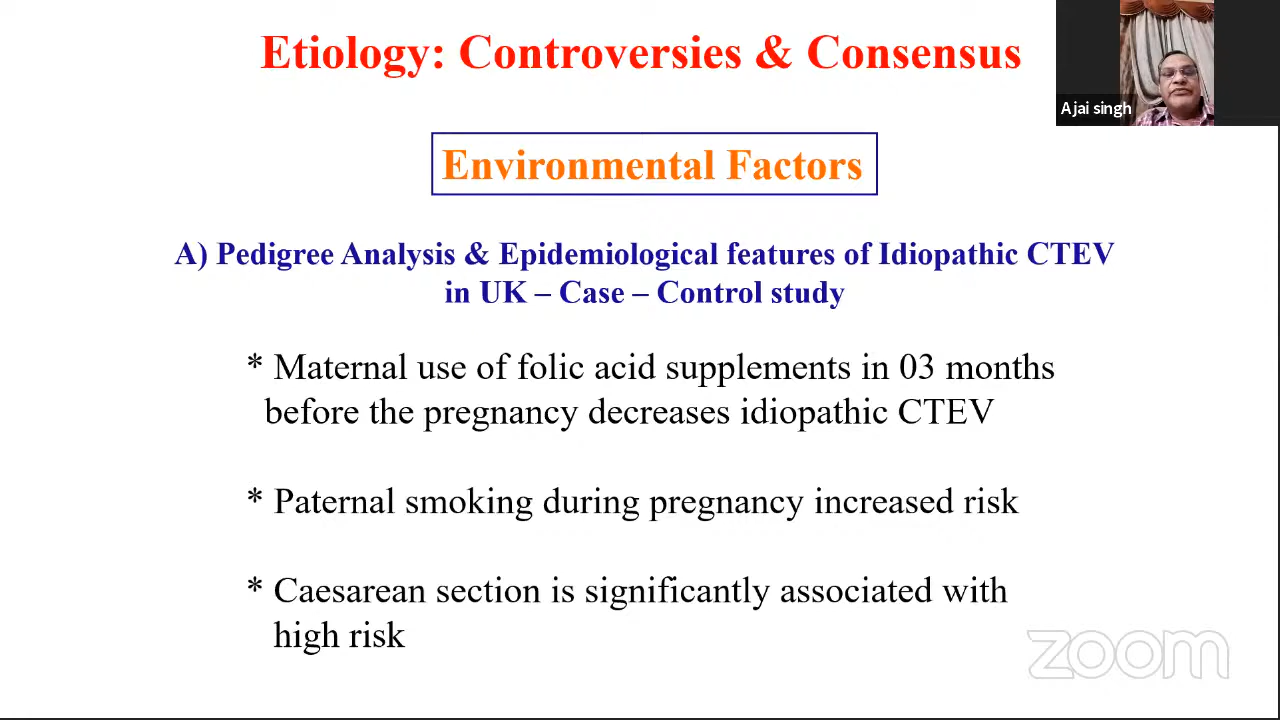 Etiology: Controversies & Consensus
Ajai singh
Environmental Factors
A) Pedigree Analysis & Epidemiological features of Idiopathic CTEV
in UK – Case – Control study
* Maternal use of folic acid supplements in 03 months
before the pregnancy decreases idiopathic CTEV
* Paternal smoking during pregnancy increased risk
* Caesarean section is significantly associated with
high risk
zoom